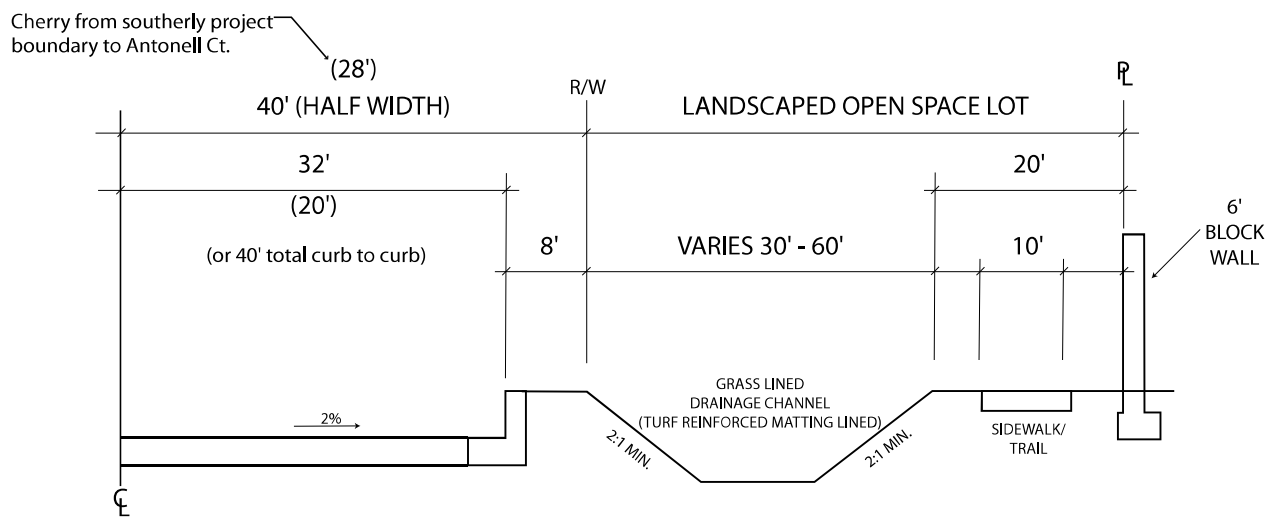 Cherry from southerly project
boundary to Antonell Ct.
(28')
40' (HALF WIDTH)
R/W
LANDSCAPED OPEN SPACE LOT
PL
32'
(20')
(or 40' total curb to curb)
8'
VARIES 30' - 60'
20'
10'
6'
BLOCK
WALL
2%
GRASS LINED
DRAINAGE CHANNEL
(TURF REINFORCED MATTING LINED)
2:1 MIN.
2:1 MIN.
SIDEWALK/
TRAIL
CL